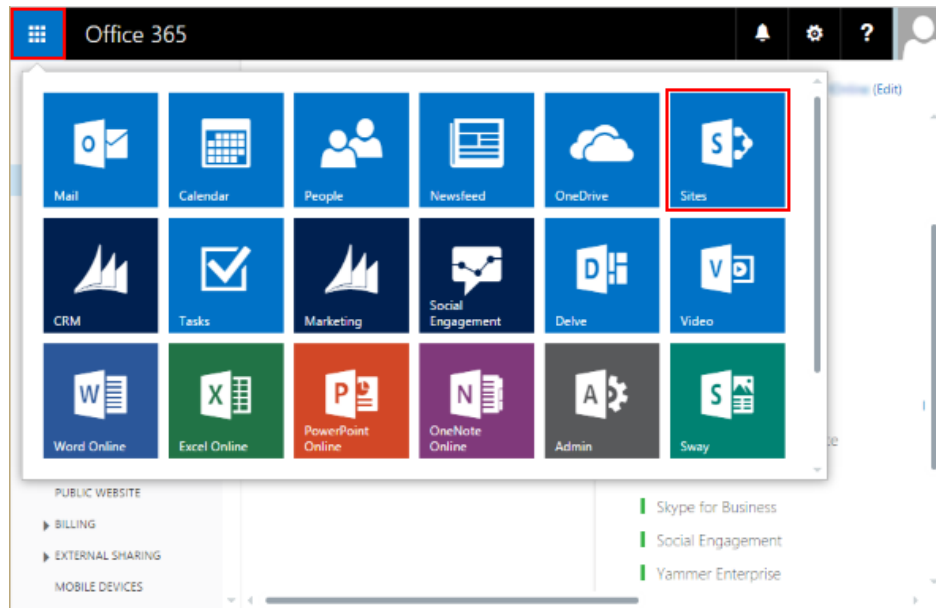 Office 365
?
(Edit)
Mail
Calendar
People
Newsfeed
OneDrive
Sites
CRM
Tasks
Marketing
Social
Engagement
Delve
Video
Word Online
Excel Online
PowerPoint
Online
OneNote
Online
Admin
Sway
PUBLIC WEBSITE
BILLING
EXTERNAL SHARING
MOBILE DEVICES
Skype for Business
Social Engagement
Yammer Enterprise